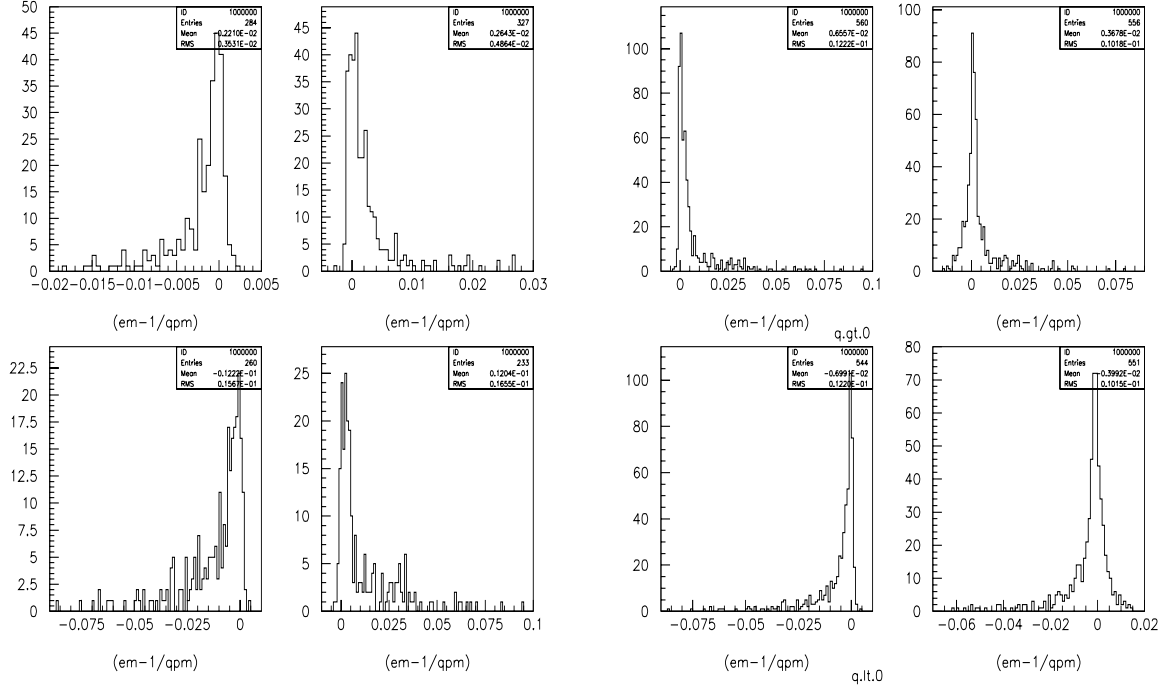 ID 1000000
Entries 284
Mean -0.2210E-02
RMS 0.3531E-02
50
45
40
35
30
25
20
15
10
5
0
-0.02 -0.015 -0.01 -0.005 0 0.005
(em-1/qpm)
ID 1000000
Entries 327
Mean 0.2643E-02
RMS 0.4864E-02
45
40
35
30
25
20
15
10
5
0
0 0.01 0.02 0.03
(em-1/qpm)
ID 1000000
Entries 560
Mean 0.6557E-02
RMS 0.1222E-01
100
80
60
40
20
0
0 0.025 0.05 0.075 0.1
(em-1/qpm)
q.gt.0
ID 1000000
Entries 556
Mean 0.3678E-02
RMS 0.1018E-01
100
80
60
40
20
0
0 0.025 0.05 0.075
(em-1/qpm)
ID 1000000
Entries 260
Mean -0.1222E-01
RMS 0.1567E-01
22.5
20
17.5
15
12.5
10
7.5
5
2.5
0
-0.075 -0.05 -0.025 0
(em-1/qpm)
ID 1000000
Entries 233
Mean 0.1204E-01
RMS 0.1655E-01
25
20
15
10
5
0
0 0.025 0.05 0.075 0.1
(em-1/qpm)
ID 1000000
Entries 544
RMS 0.1220E-01
100
80
60
40
20
0
-0.075 -0.05 -0.025 0
(em-1/qpm)
q.lt.0
ID 1000000
Entries 551
Mean -0.3992E-02
RMS 0.1015E-01
80
70
60
50
40
30
20
10
0
-0.06 -0.04 -0.02 0 0.02
(em-1/qpm)